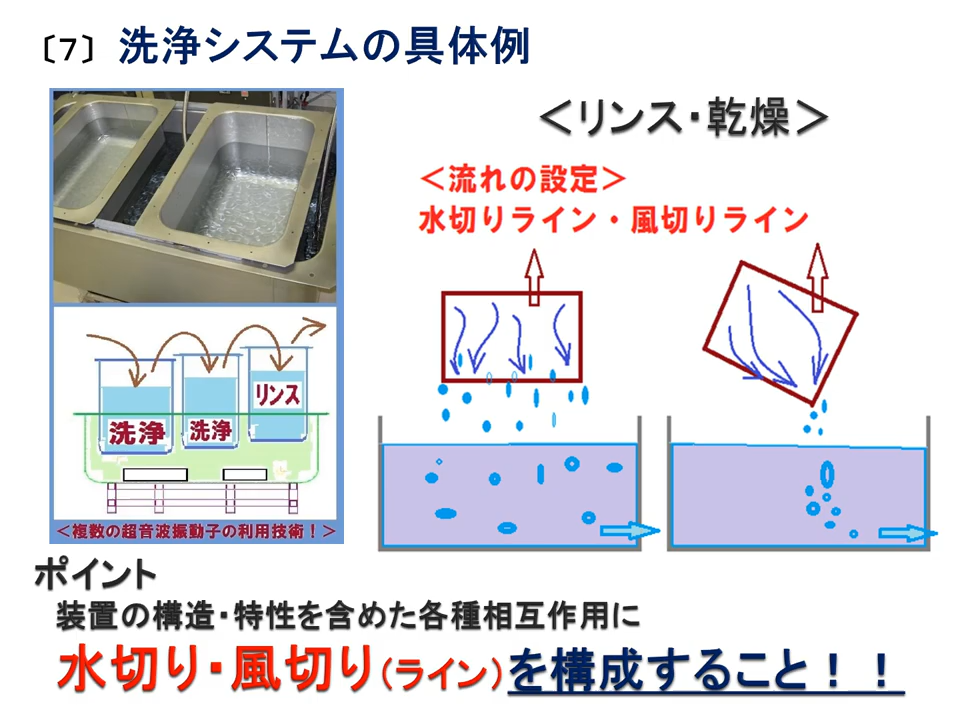 〔7〕 洗浄システムの具体例
＜リンス・乾燥＞
＜流れの設定＞
水切りライン・風切りライン
洗浄
洗浄
リンス
＜複数の超音波振動子の利用技術！＞
ポイント
装置の構造・特性を含めた各種相互作用に
水切り・風切り（ライン）を構成すること！！